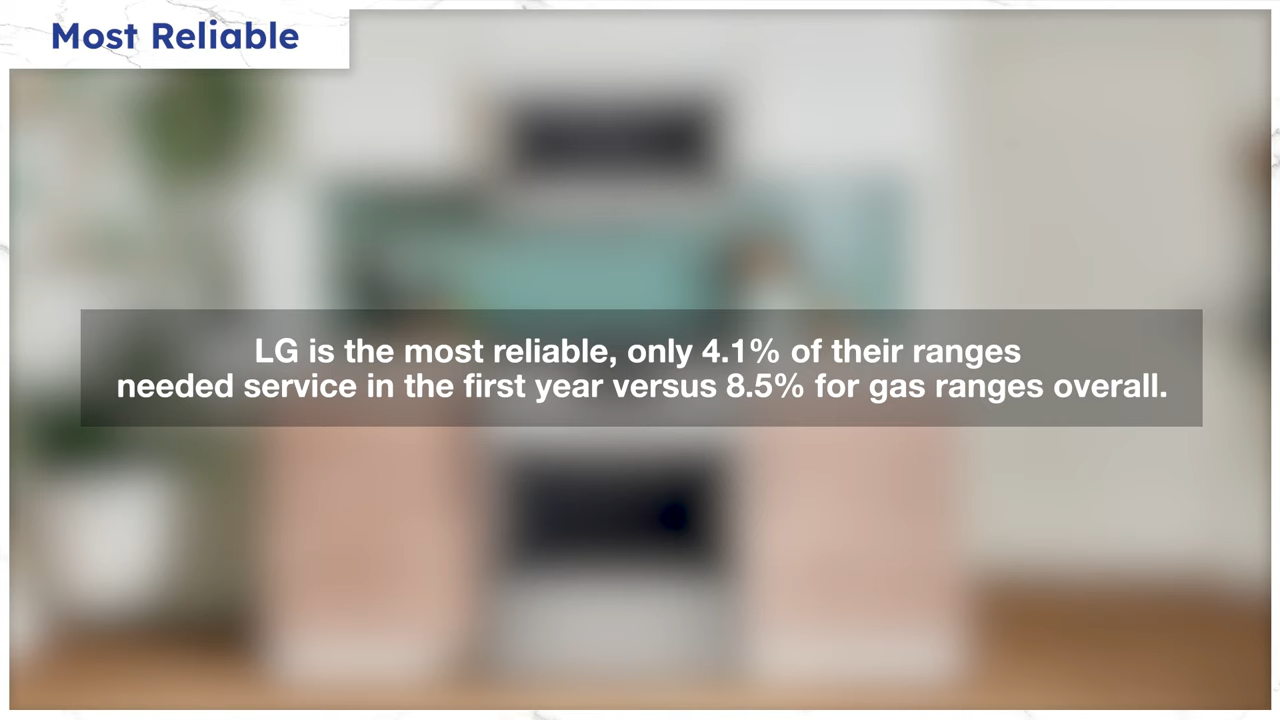 Most Reliable
LG is the most reliable, only 4.1% of their ranges
needed service in the first year versus 8.5% for gas ranges overall.